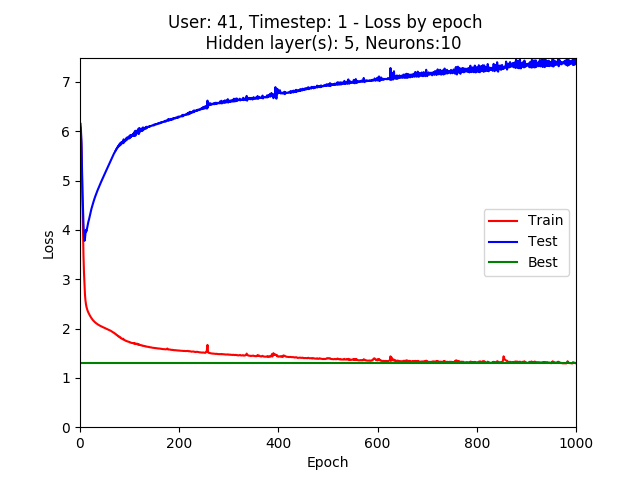 User: 41, Timestep: 1 - Loss by epoch
Hidden layer(s): 5, Neurons:10
7
6
5
4
3
2
1
0
Loss
Train
Test
Best
0 200 400 600 800 1000
Epoch